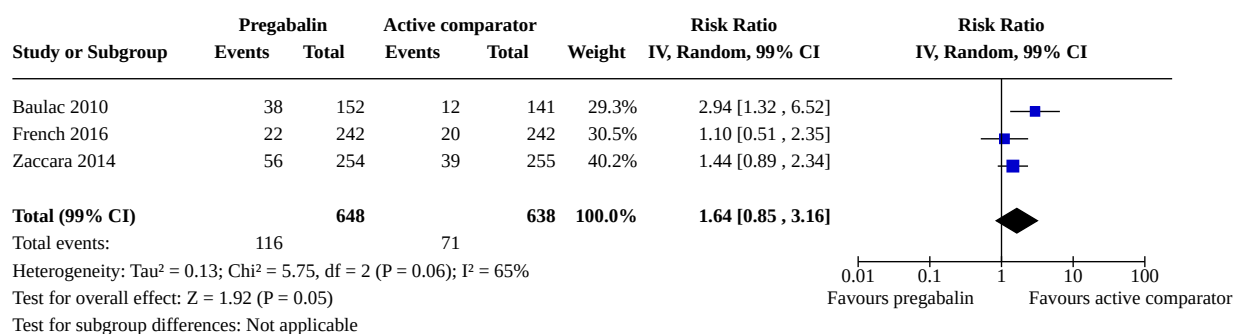 Pregabalin Active comparator Risk Ratio Risk Ratio
Study or Subgroup Events Total Events Total Weight IV, Random, 99% CI IV, Random, 99% CI
Baulac 2010 38 152 12 141 29.3% 2.94 [1.32 , 6.52]
French 2016 22 242 20 242 30.5% 1.10 [0.51 , 2.35]
Zaccara 2014 56 254 39 255 40.2% 1.44 [0.89 , 2.34]
Total (99% CI) 648 638 100.0% 1.64 [0.85 , 3.16]
Total events: 116 71
Heterogeneity: Tau² = 0.13; Chi² = 5.75, df = 2 (P = 0.06); I² = 65%
0.01 0.1 1 10 100
Test for overall effect: Z = 1.92 (P = 0.05)
Favours pregabalin Favours active comparator
Test for subgroup differences: Not applicable